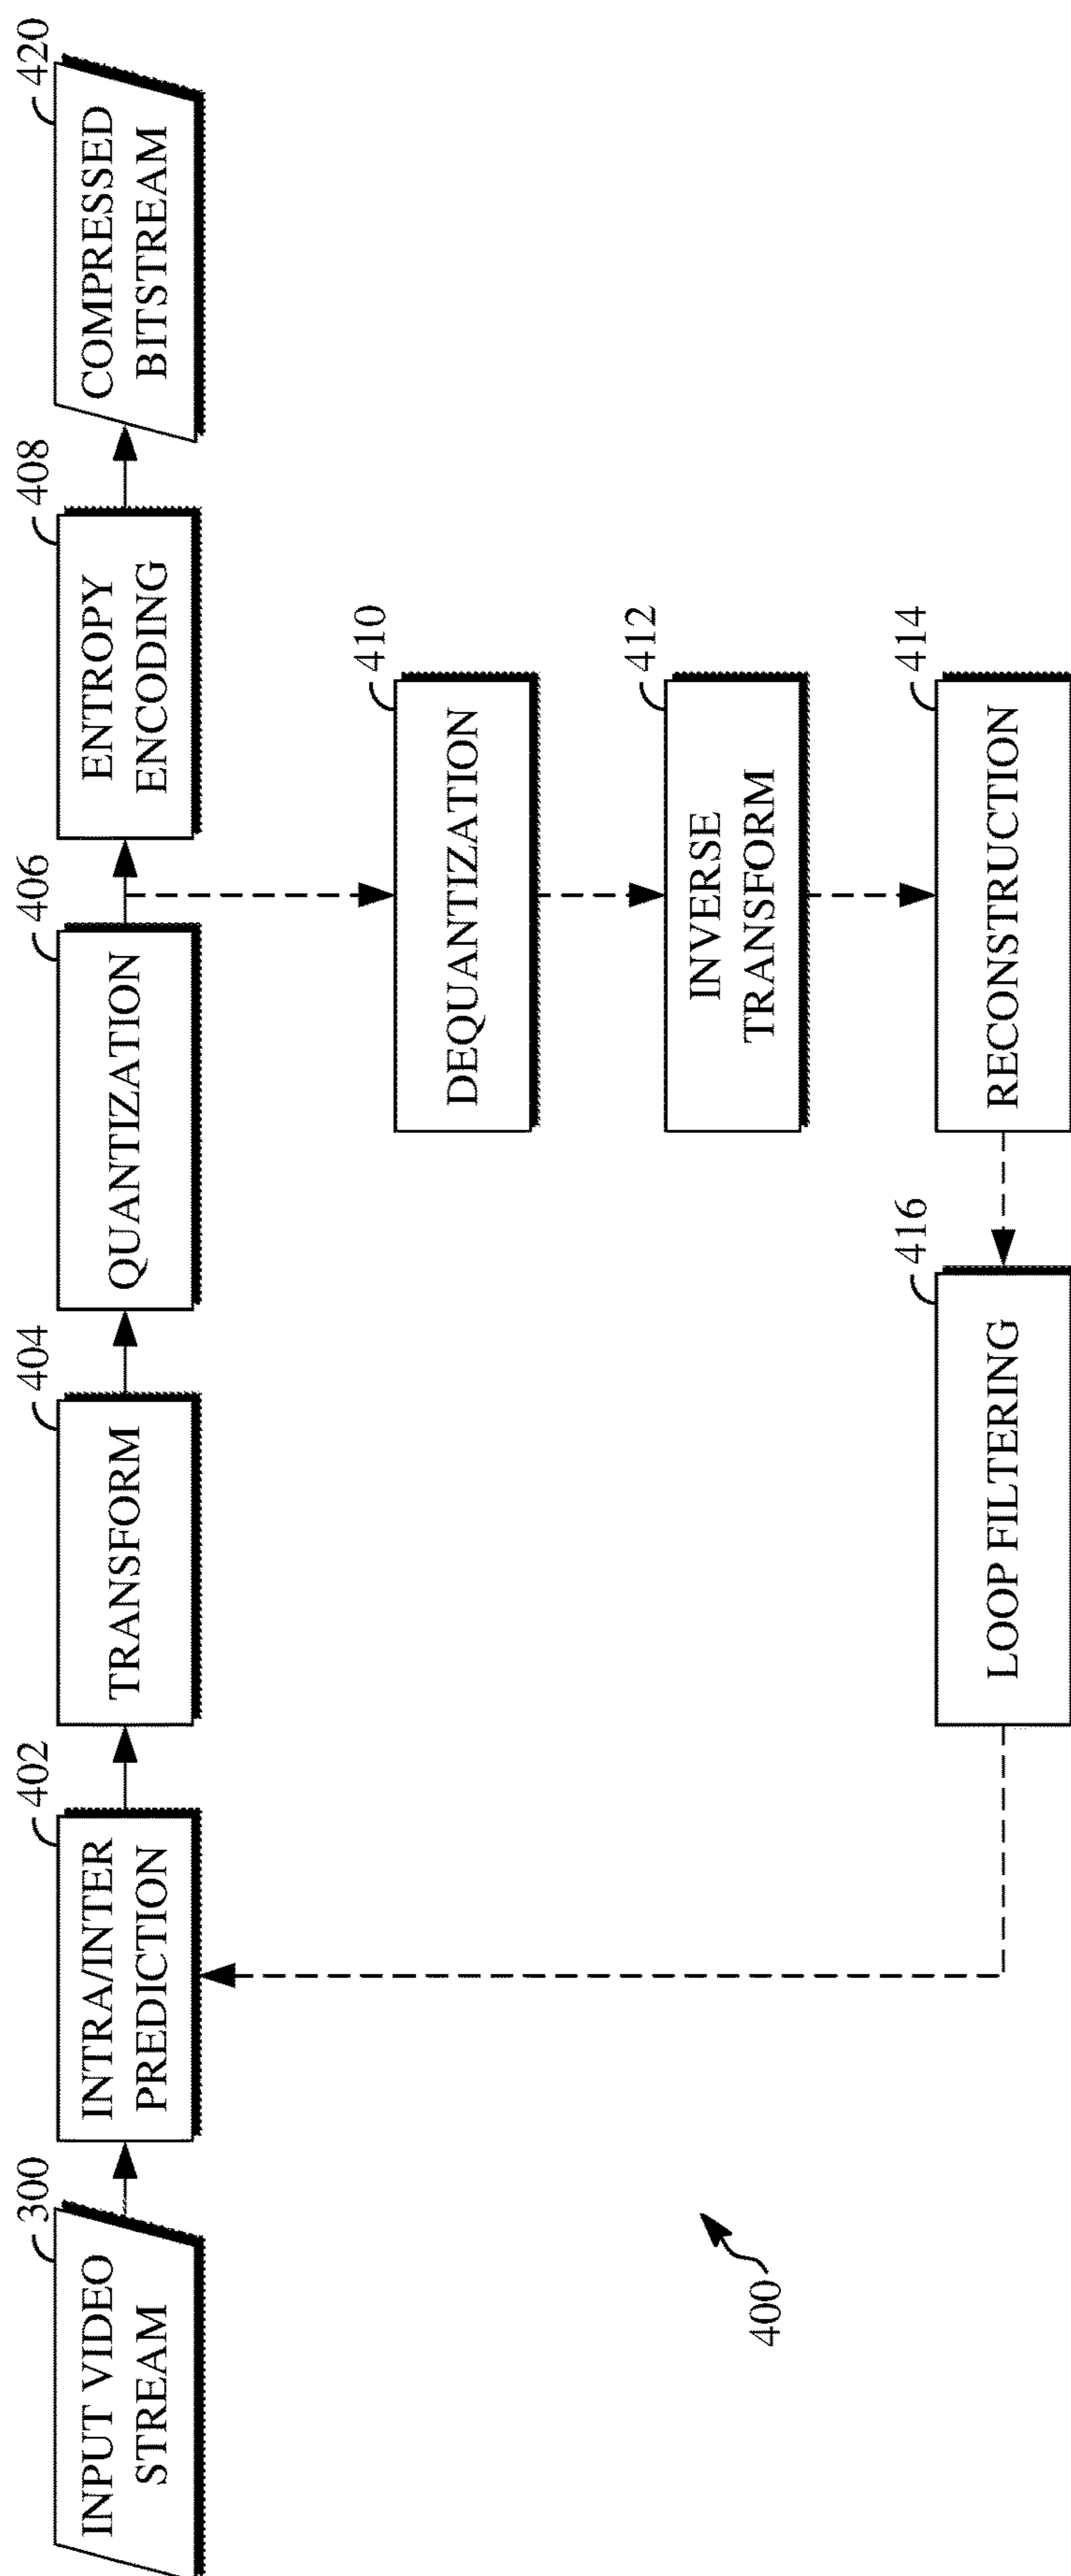 300
INPUT VIDEO
STREAM
402
INTRA/INTER
PREDICTION
404
TRANSFORM
406
QUANTIZATION
408
ENTROPY
ENCODING
420
COMPRESSED
BITSTREAM
410
DEQUANTIZATION
412
INVERSE
TRANSFORM
414
RECONSTRUCTION
416
LOOP FILTERING
400